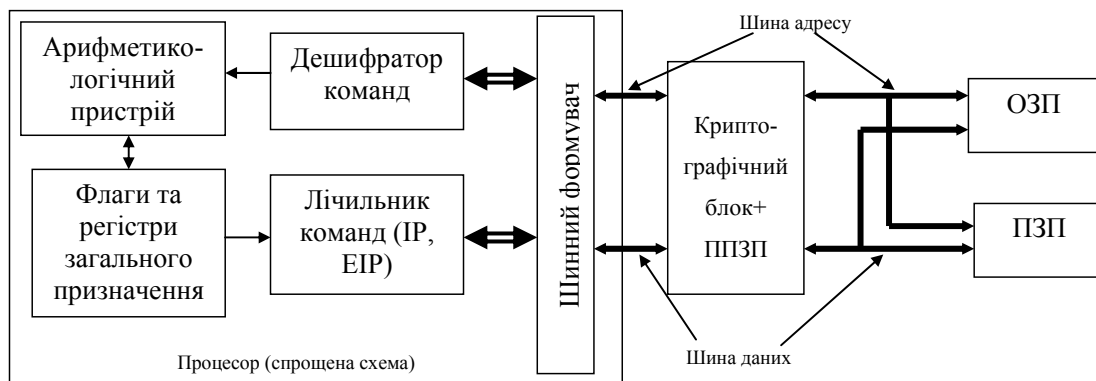 Арифметико-
логічний
пристрій
Дешифратор
команд
Флаги та
регістри
загального
призначення
Лічильник
команд (IP,
EIP)
Процесор (спрощена схема)
Шинний формувач
Шина адресу
Крипто-
графічний
блок+
ППЗП
Шина даних
ОЗП
ПЗП